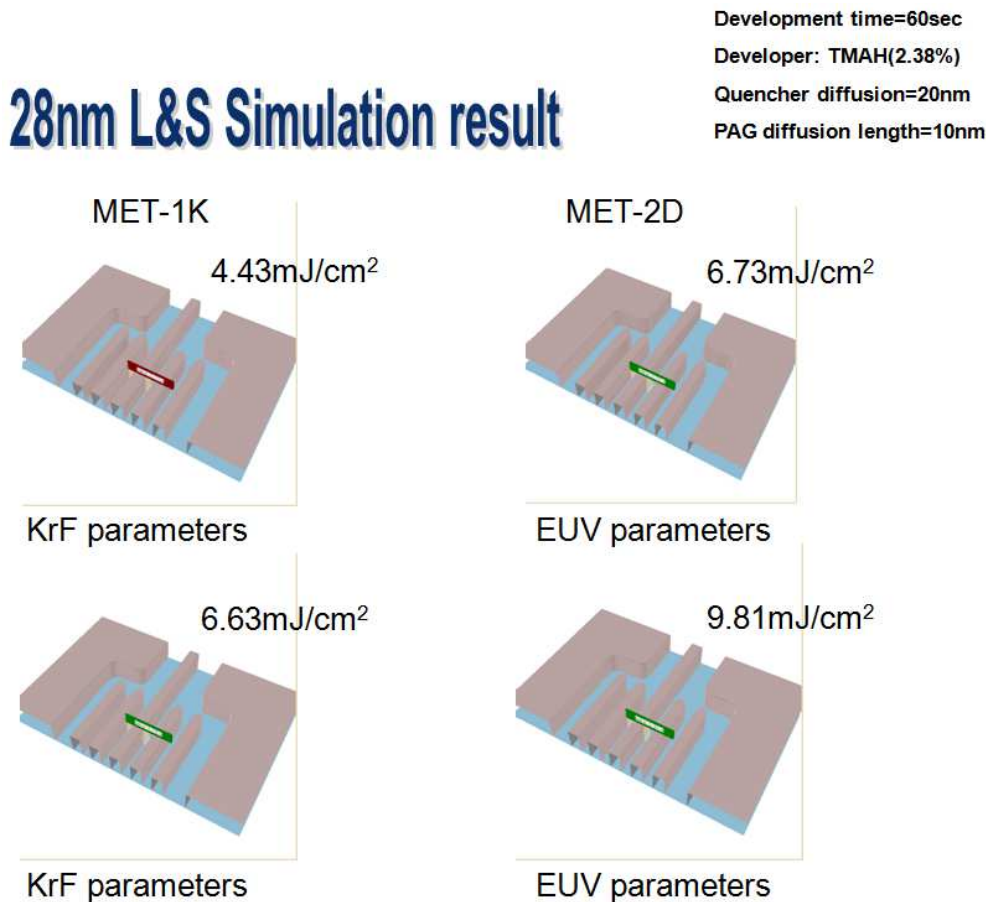 Development time=60sec
Developer: TMAH(2.38%)
Quencher diffusion=20nm
PAG diffusion length=10nm
28nm L&S Simulation result
MET-1K
MET-2D
4.43mJ/cm²
6.73mJ/cm²
KrF parameters
EUV parameters
6.63mJ/cm²
9.81mJ/cm²
KrF parameters
EUV parameters